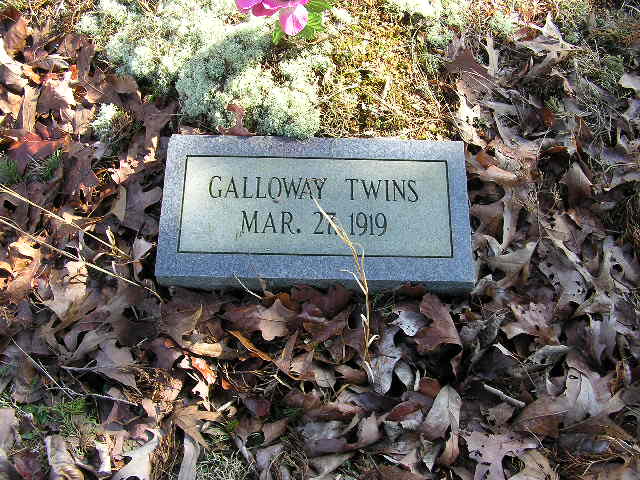 GALLOWAY TWINS
MAR. 27, 1919